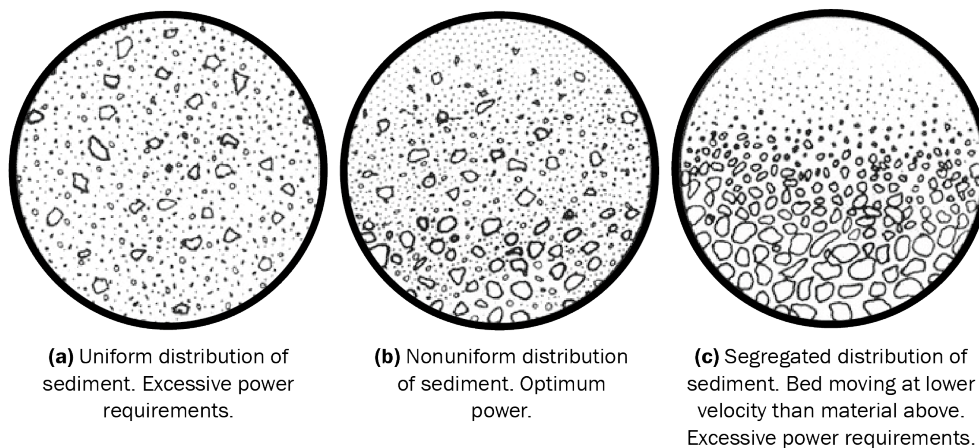 (a) Uniform distribution of
sediment. Excessive power
requirements.
(b) Nonuniform distribution
of sediment. Optimum
power.
(c) Segregated distribution of
sediment. Bed moving at lower
velocity than material above.
Excessive power requirements.